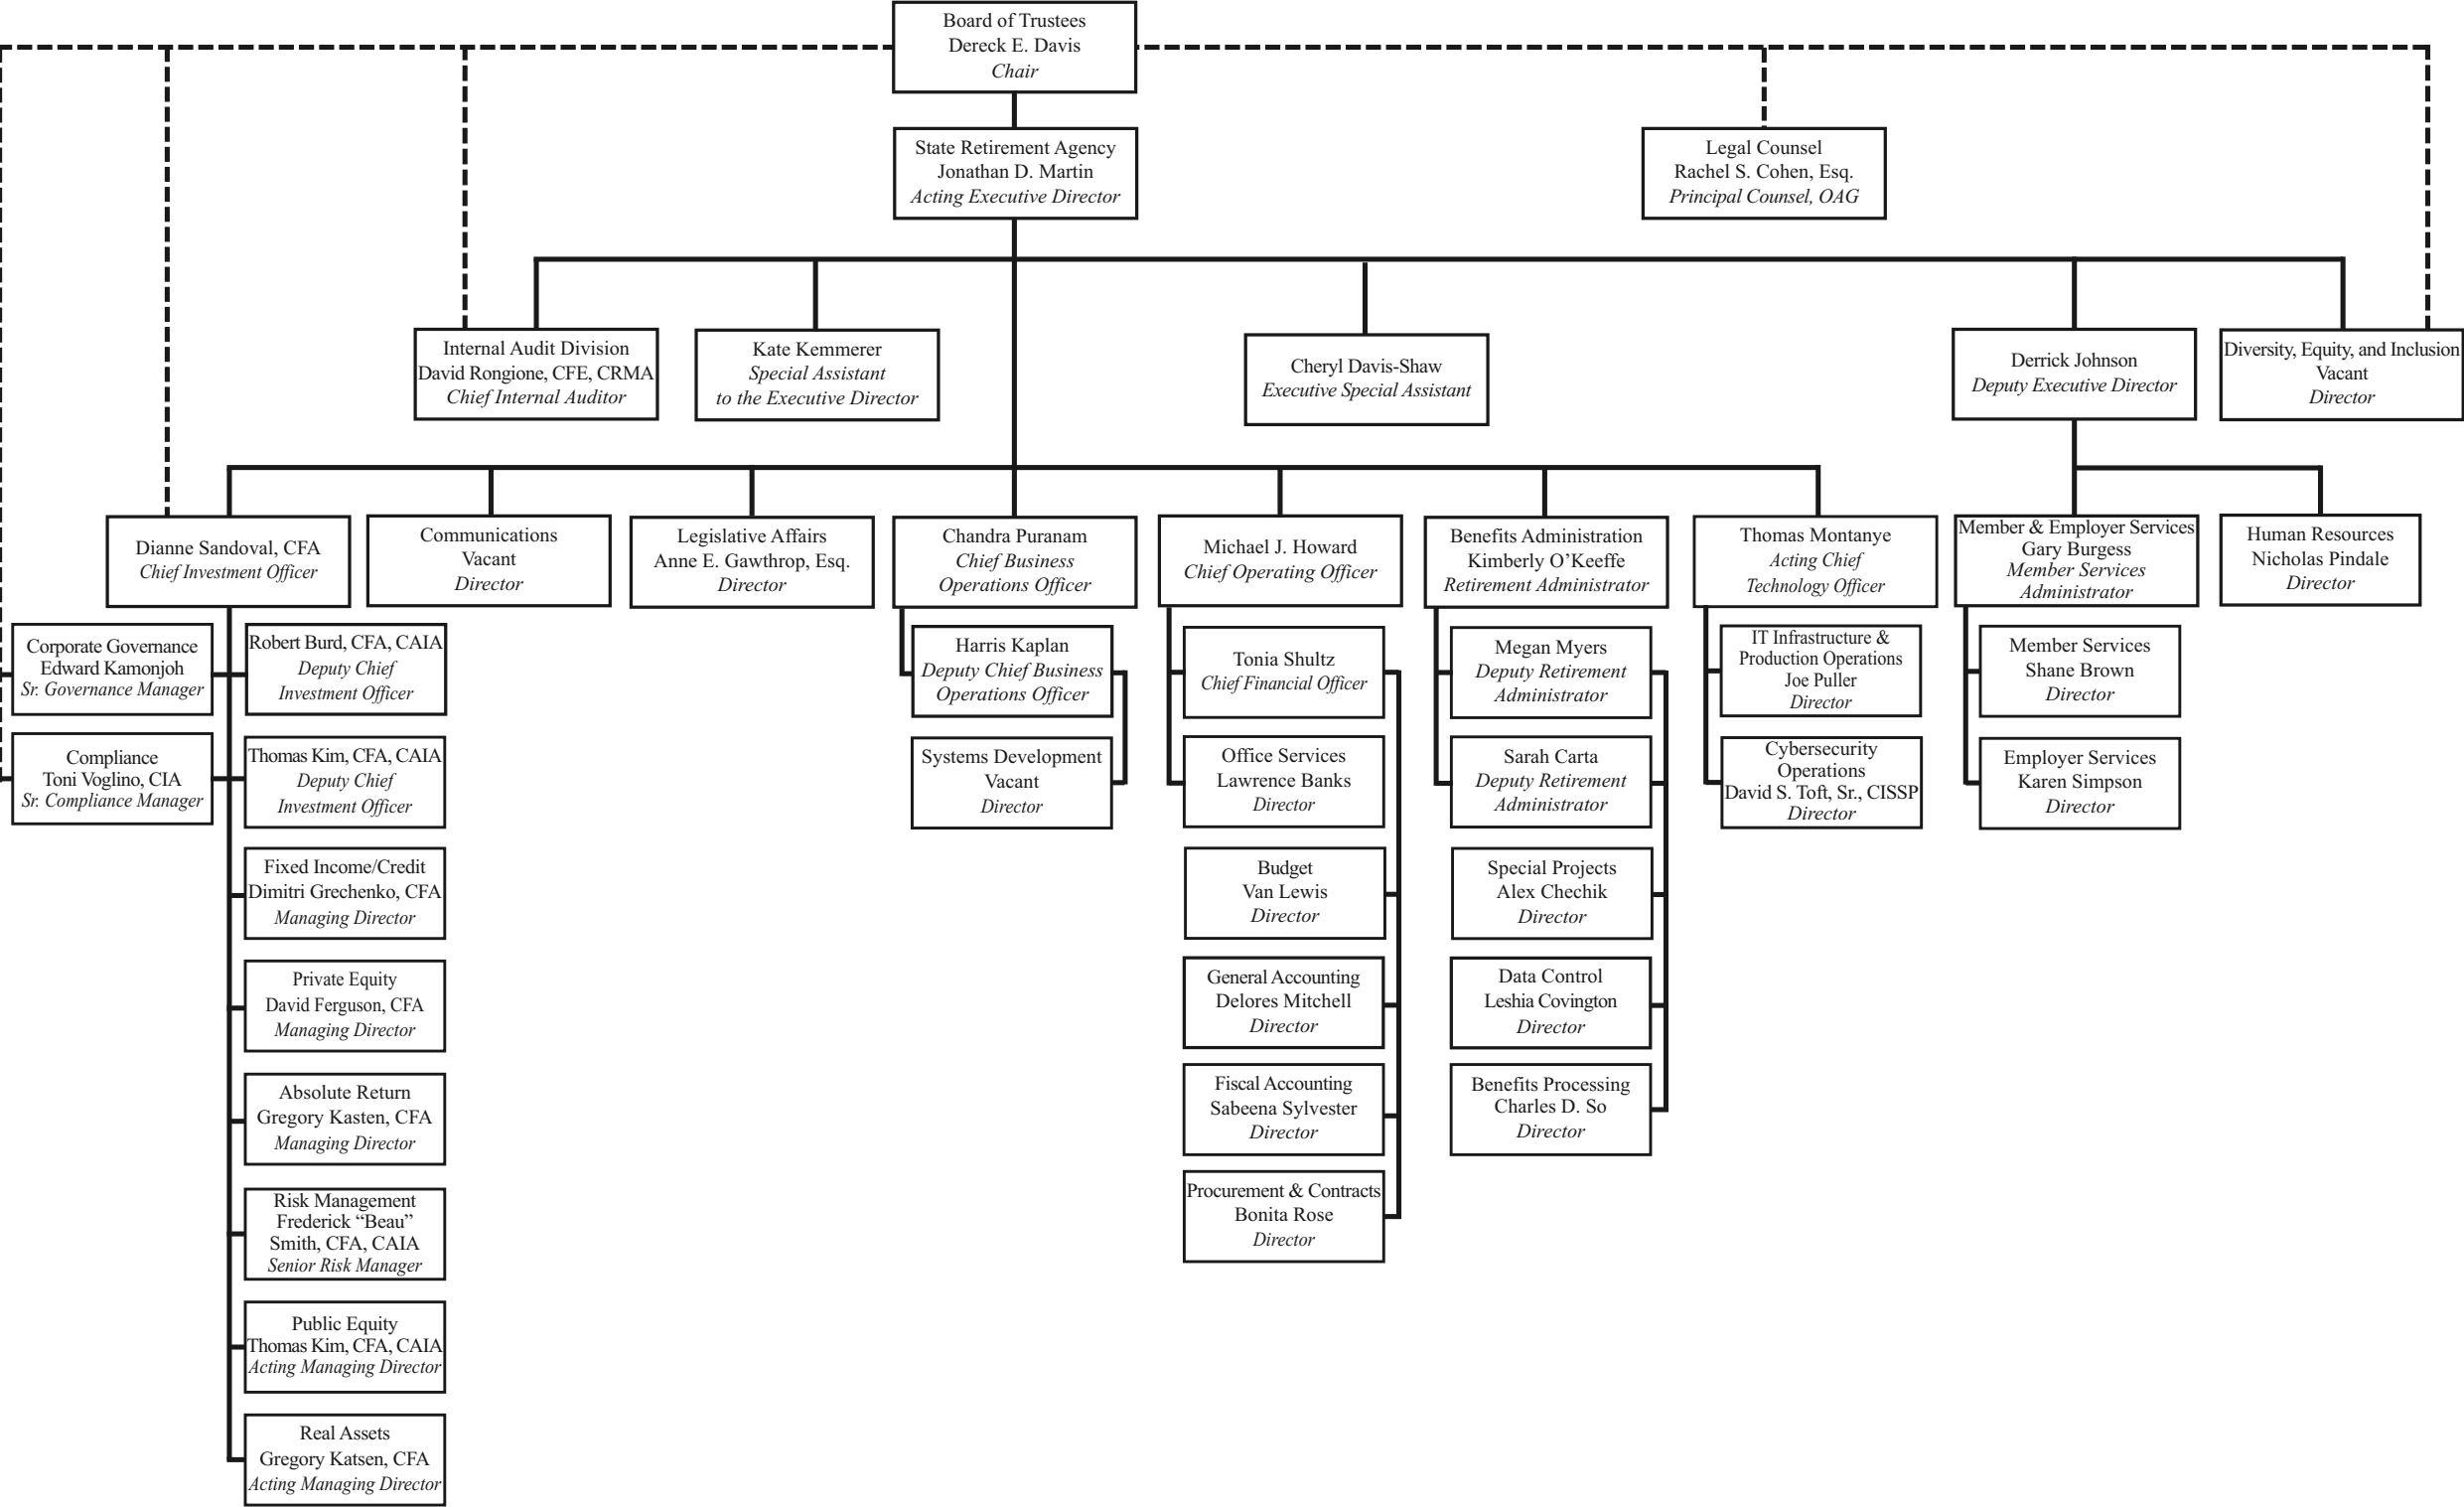 Board of Trustees
Dereck E. Davis
Chair
State Retirement Agency
Jonathan D. Martin
Acting Executive Director
Legal Counsel
Rachel S. Cohen, Esq.
Principal Counsel, OAG
Internal Audit Division
David Rongione, CFE, CRMA
Chief Internal Auditor
Kate Kemmerer
Special Assistant
to the Executive Director
Cheryl Davis-Shaw
Executive Special Assistant
Derrick Johnson
Deputy Executive Director
Diversity, Equity, and Inclusion
Vacant
Director
Dianne Sandoval, CFA
Chief Investment Officer
Communications
Vacant
Director
Legislative Affairs
Anne E. Gawthrop, Esq.
Director
Chandra Puranam
Chief Business
Operations Officer
Michael J. Howard
Chief Operating Officer
Benefits Administration
Kimberly O’Keeffe
Retirement Administrator
Thomas Montanye
Acting Chief
Technology Officer
Member & Employer Services
Gary Burgess
Member Services
Administrator
Human Resources
Nicholas Pindale
Director
Corporate Governance
Edward Kamonjoh
Sr. Governance Manager
Compliance
Toni Voglino, CIA
Sr. Compliance Manager
Robert Burd, CFA, CAIA
Deputy Chief
Investment Officer
Thomas Kim, CFA, CAIA
Deputy Chief
Investment Officer
Fixed Income/Credit
Dimitri Grechenko, CFA
Managing Director
Private Equity
David Ferguson, CFA
Managing Director
Absolute Return
Gregory Kasten, CFA
Managing Director
Risk Management
Frederick “Beau”
Smith, CFA, CAIA
Senior Risk Manager
Public Equity
Thomas Kim, CFA, CAIA
Acting Managing Director
Real Assets
Gregory Katsen, CFA
Acting Managing Director
Harris Kaplan
Deputy Chief Business
Operations Officer
Systems Development
Vacant
Director
Tonia Shultz
Chief Financial Officer
Office Services
Lawrence Banks
Director
Budget
Van Lewis
Director
General Accounting
Delores Mitchell
Director
Fiscal Accounting
Sabeena Sylvester
Director
Procurement & Contracts
Bonita Rose
Director
Megan Myers
Deputy Retirement
Administrator
Sarah Carta
Deputy Retirement
Administrator
Special Projects
Alex Chechik
Director
Data Control
Leshia Covington
Director
Benefits Processing
Charles D. So
Director
IT Infrastructure &
Production Operations
Joe Puller
Director
Cybersecurity
Operations
David S. Toft, Sr., CISSP
Director
Member Services
Shane Brown
Director
Employer Services
Karen Simpson
Director